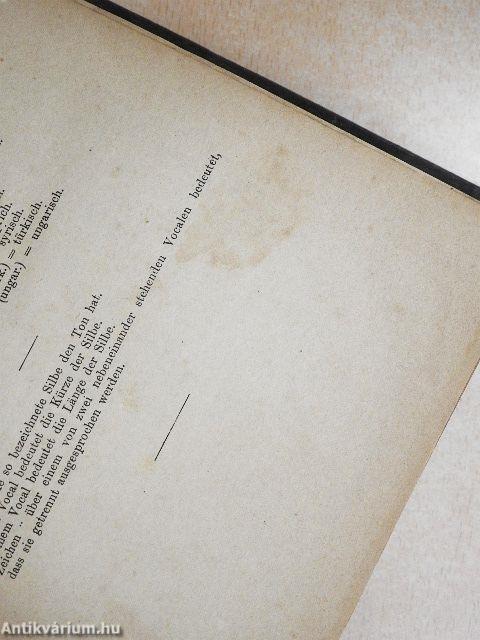 syrisch.
= türkisch.
(ungar.) = ungarisch.
so bezeichnete Silbe den Ton hat.
Vocal bedeutet die Kürze der Silbe.
Vocal bedeutet die Länge der Silbe.
Zeichen .. über einem von zwei nebeneinander stehenden Vocalen bedeutet,
dass sie getrennt ausgesprochen werden.
Antikvárium.hu